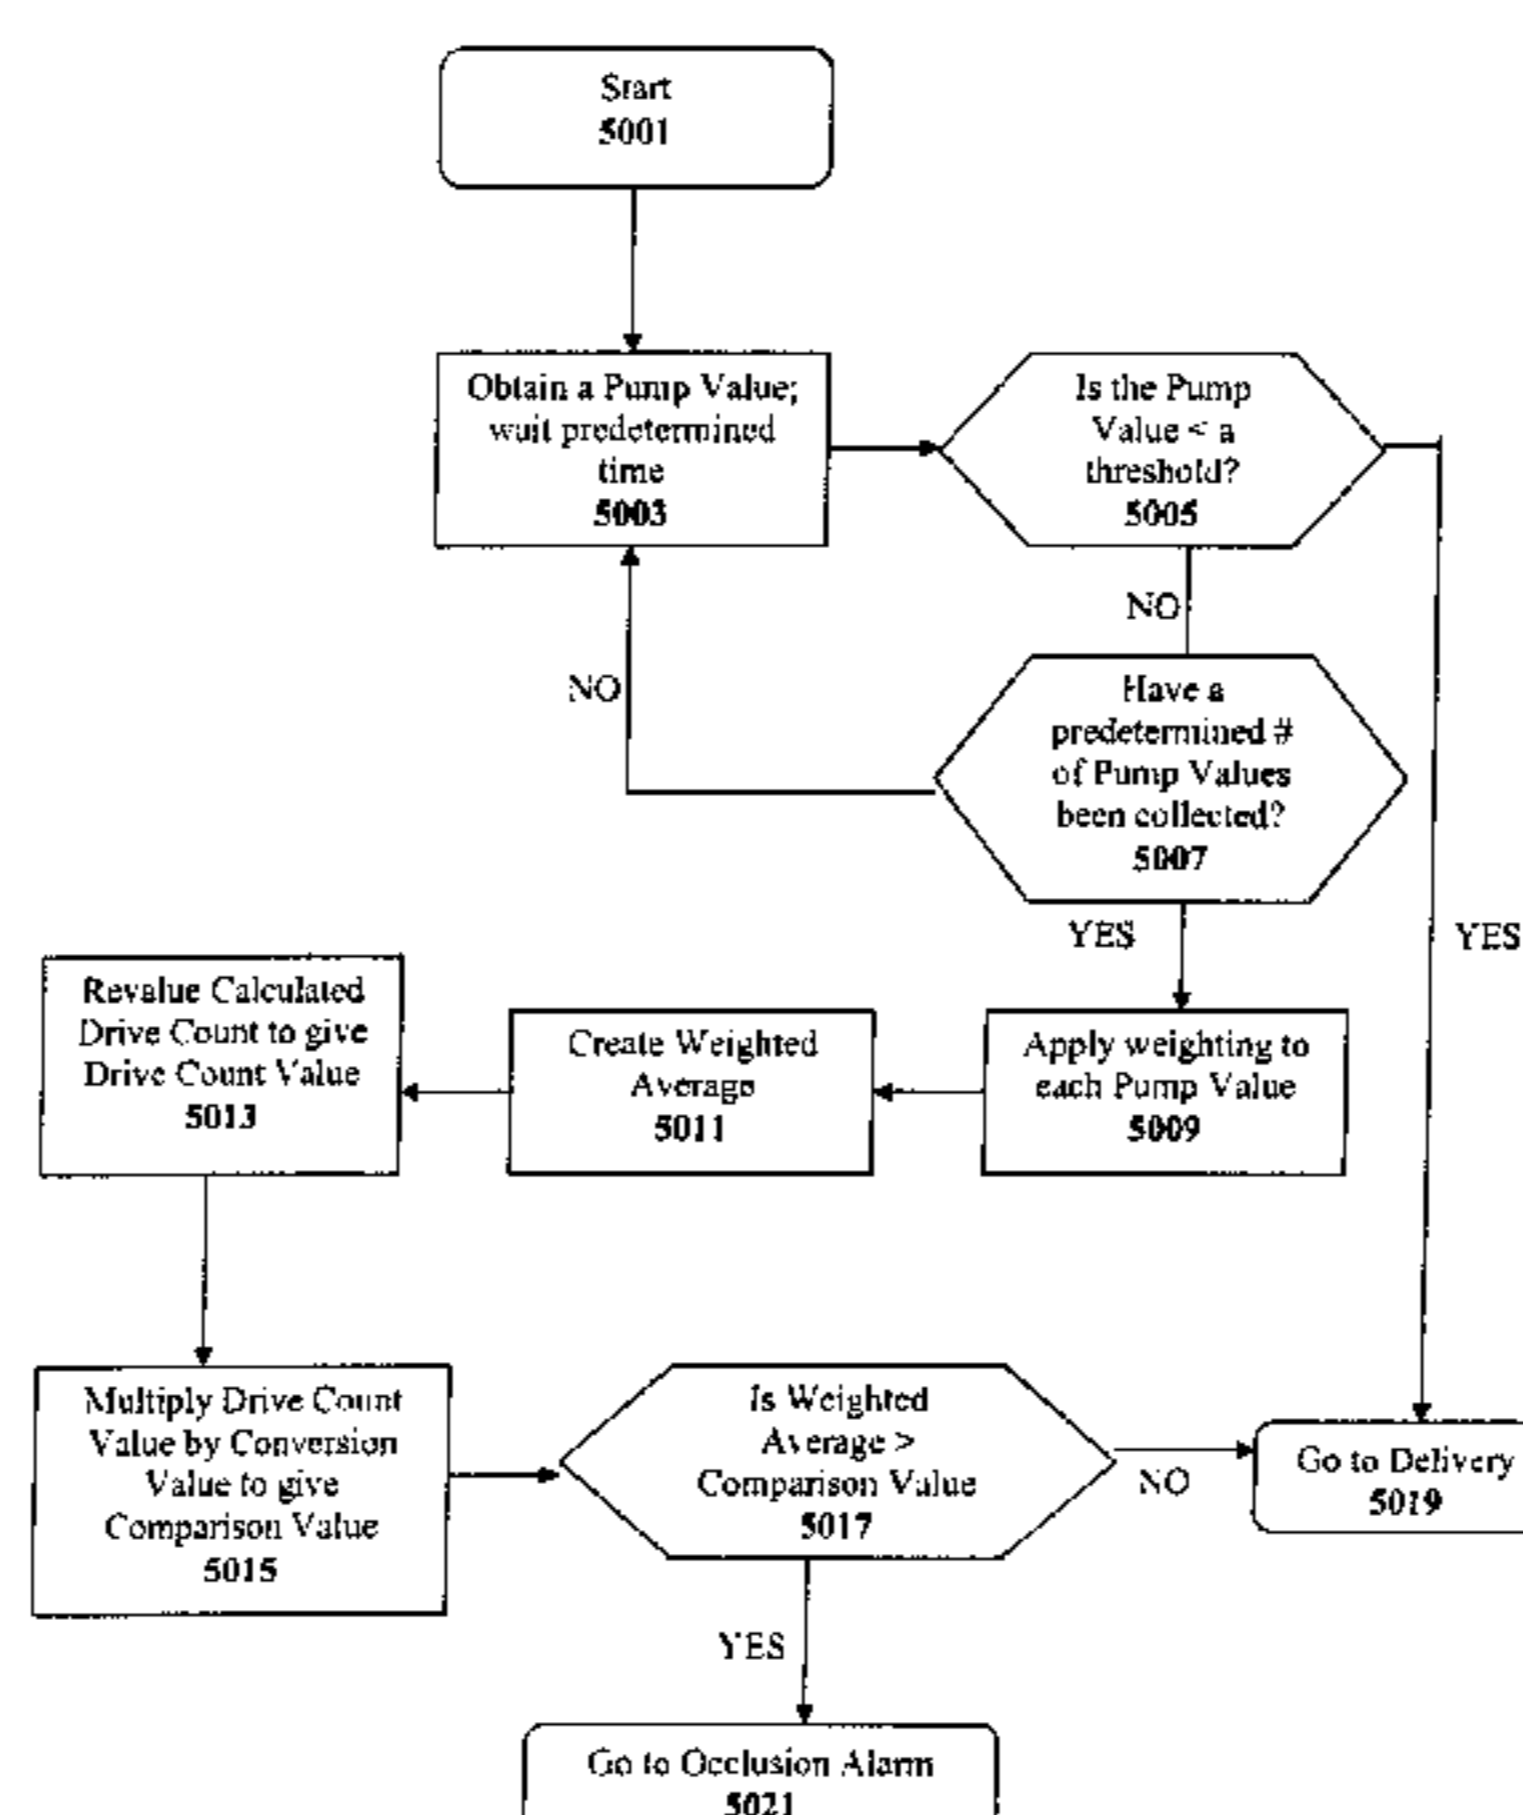 Start
5001
Obtain a Pump Value;
wait predetermined
time
5003
Is the Pump
Value < a
threshold?
5005
NO
NO
Have a
predetermined #
of Pump Values
been collected?
5007
YES
YES
Revalue Calculated
Drive Count to give
Drive Count Value
5013
Create Weighted
Average
5011
Apply weighting to
each Pump Value
5009
Multiply Drive Count
Value by Conversion
Value to give
Comparison Value
5015
Is Weighted
Average >
Comparison Value
5017
NO
Go to Delivery
5019
YES
Go to Occlusion Alarm
5021